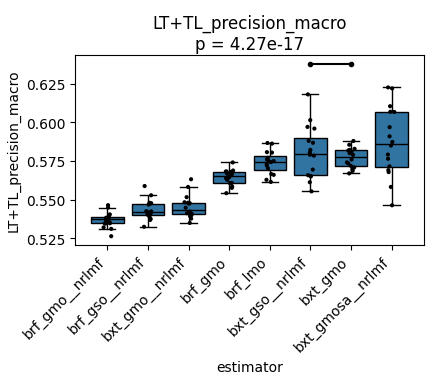 LT+TL_precision_macro
p = 4.27e-17
LT+TL_precision_macro
0.625
0.600
0.575
0.550
0.525
brf_gmo__nrlmf
brf_gso__nrlmf
bxt_gmo__nrlmf
brf_gmo
brf_lmo
bxt_gso__nrlmf
bxt_gmo
bxt_gmosa__nrlmf
estimator